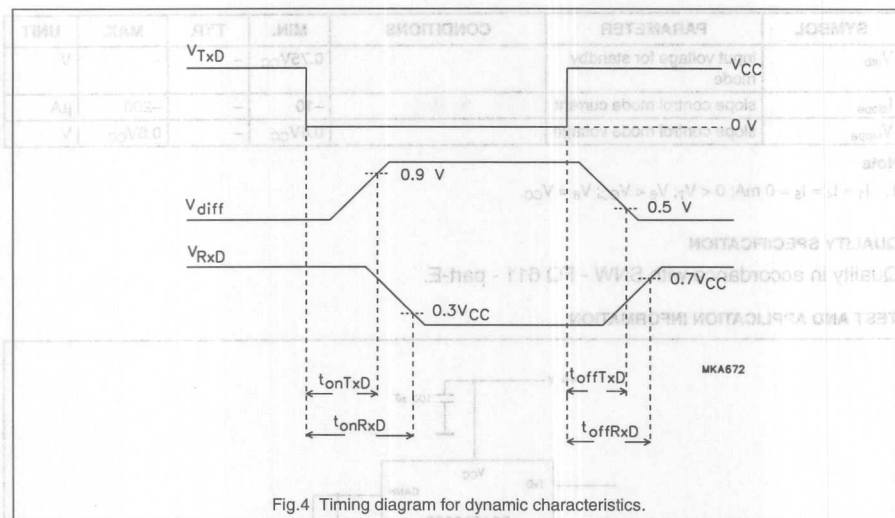 V_TxD
V_CC
0 V
0.9 V
V_diff
0.5 V
V_RxD
0.7V_CC
0.3V_CC
t_onTxD
t_offTxD
MKA672
t_onRxD
t_offRxD
Fig.4 Timing diagram for dynamic characteristics.